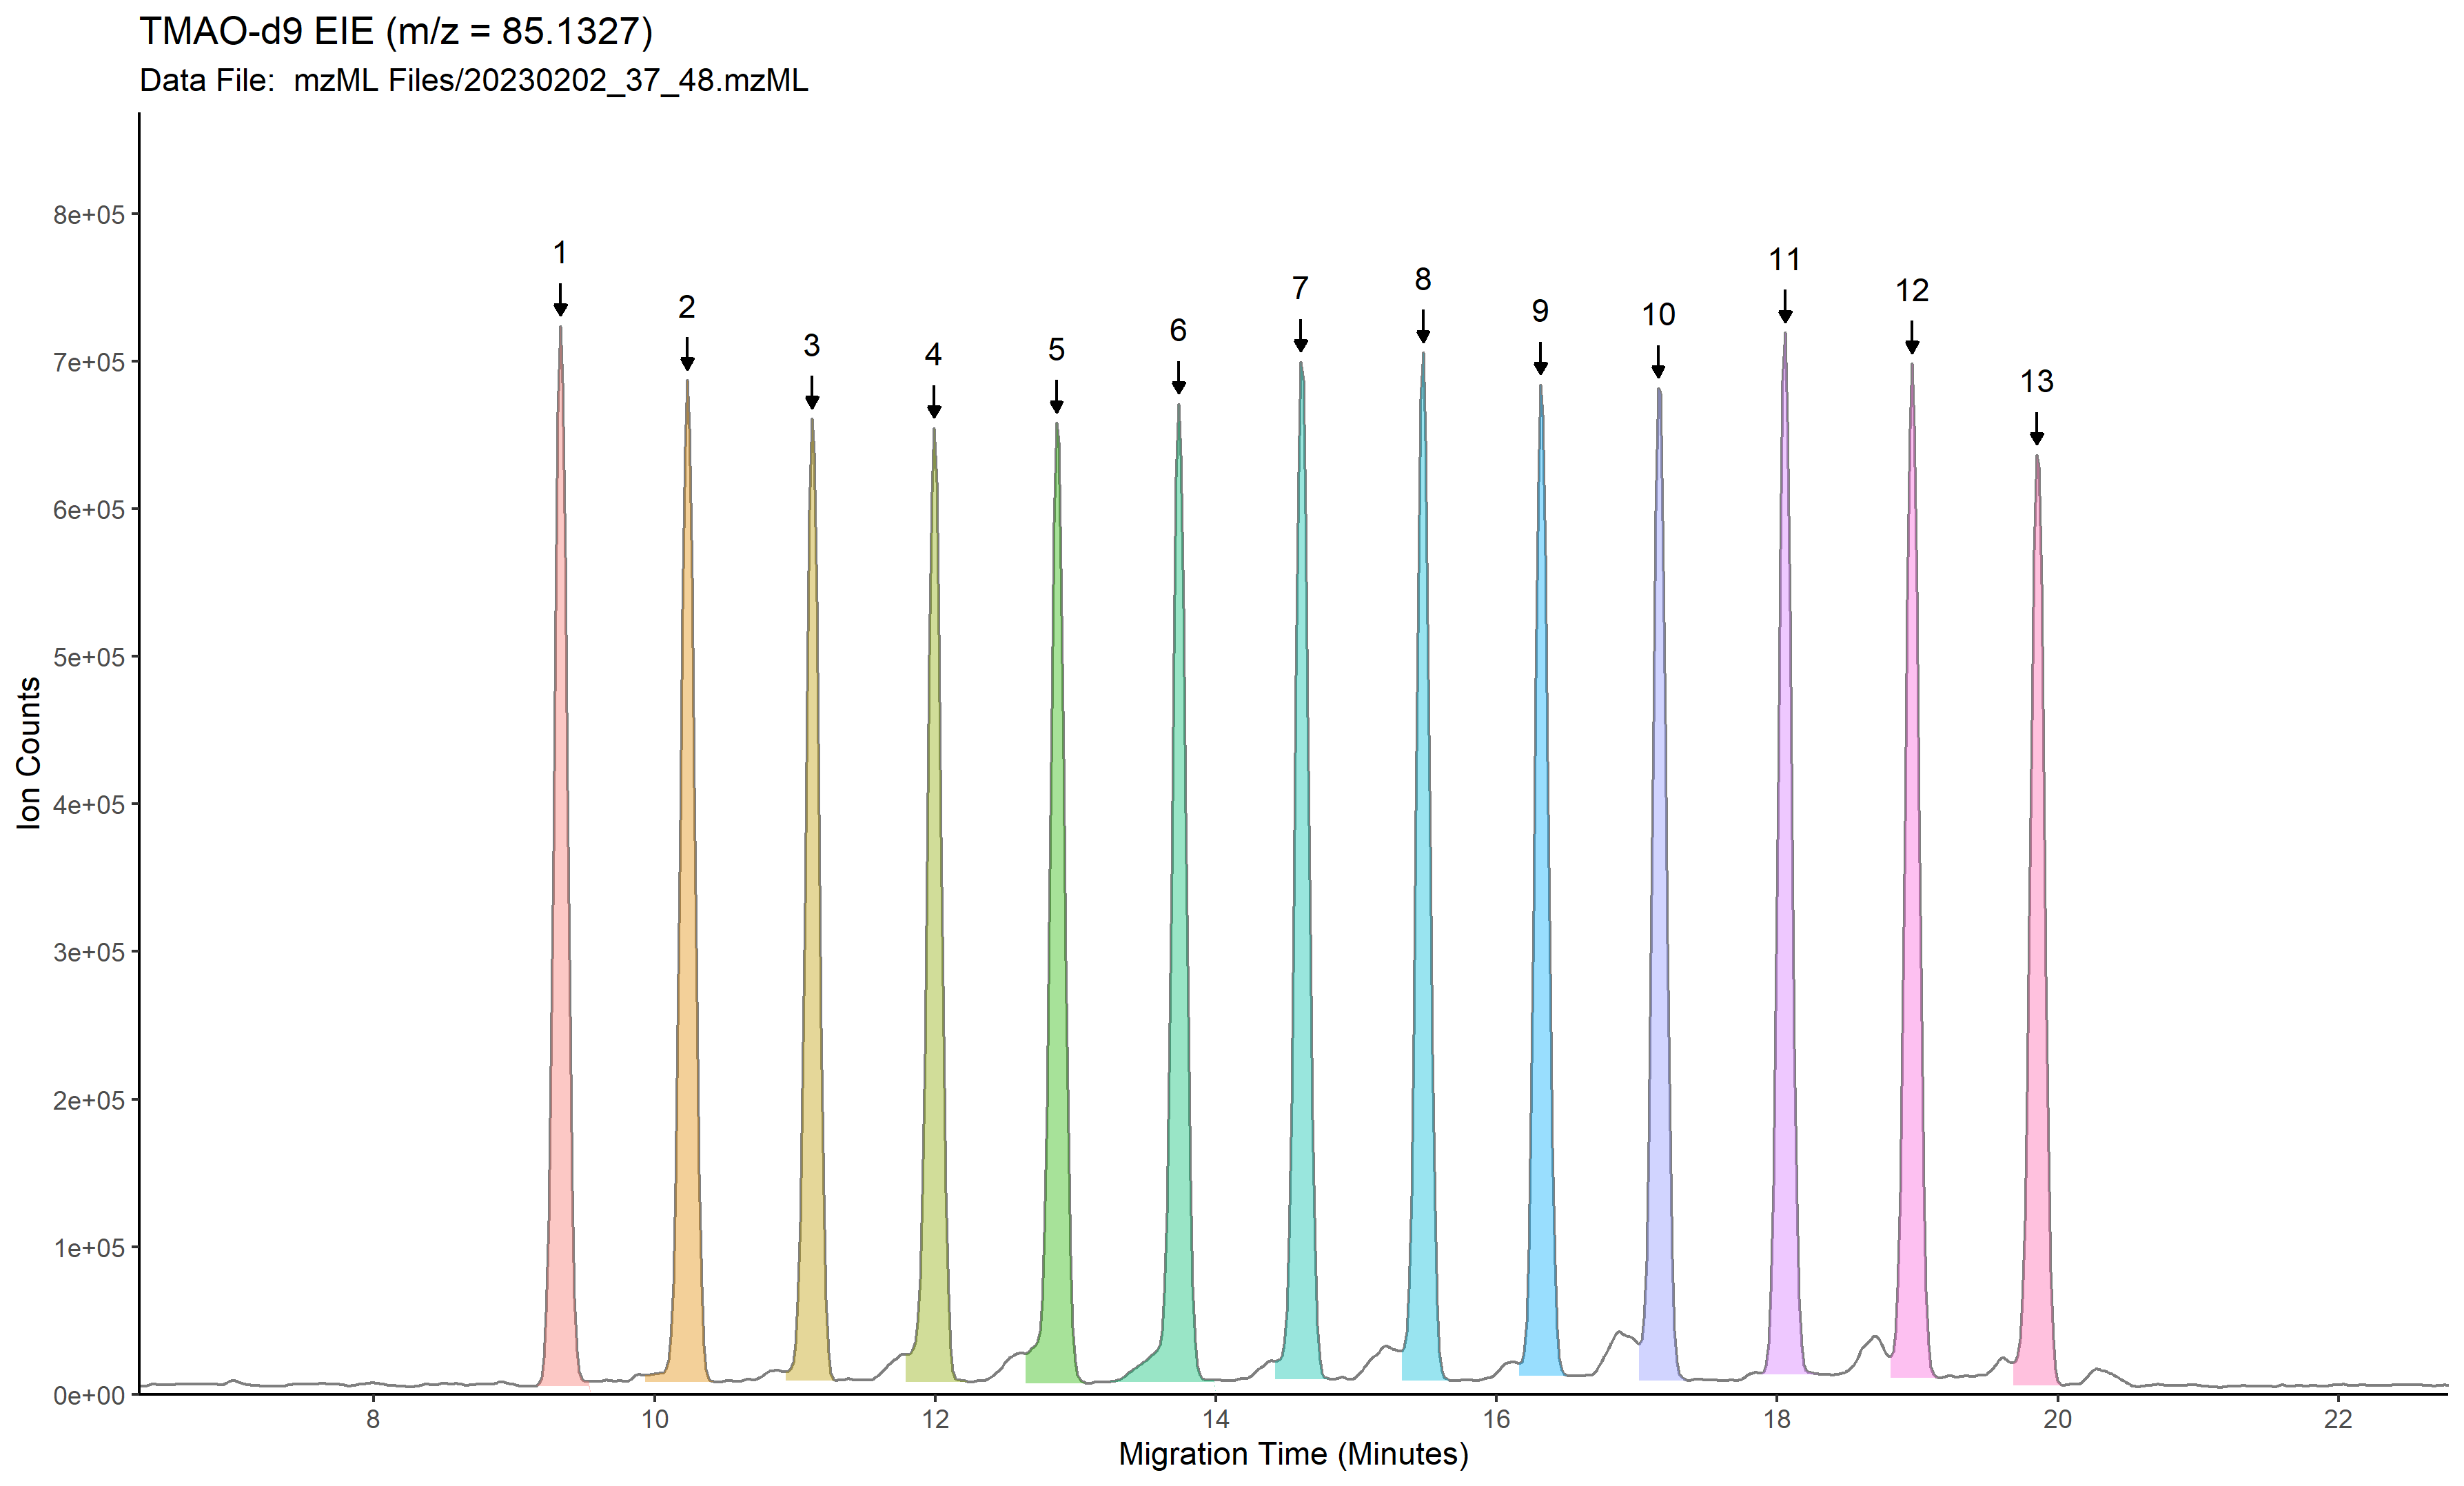 TMAO-d9 EIE (m/z = 85.1327)
Data File:  mzML Files/20230202_37_48.mzML
8e+05
7e+05
6e+05
5e+05
4e+05
3e+05
2e+05
1e+05
0e+00
Ion Counts
1
2
3
4
5
6
7
8
9
10
11
12
13
8
10
12
14
16
18
20
22
Migration Time (Minutes)